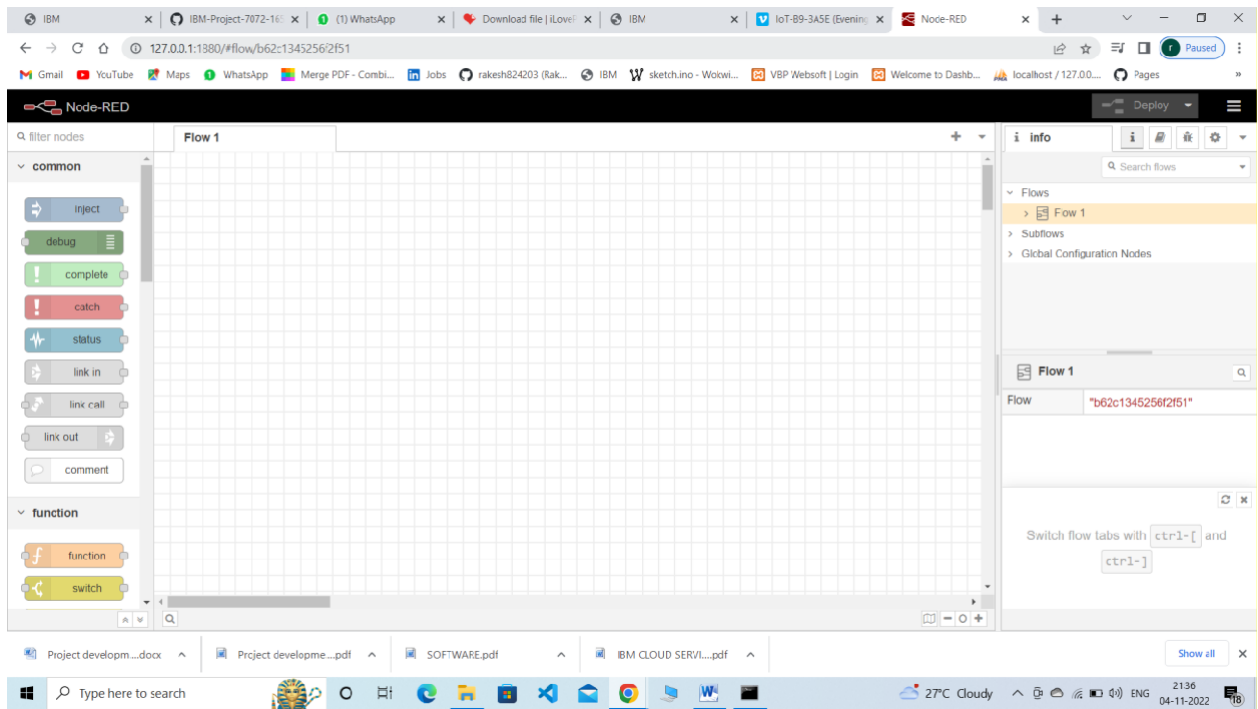 IBM
IBM-Project-7072-165
(1) WhatsApp
Download file | iLoveP
IBM
IoT-B9-3A5E (Evening
Node-RED
127.0.0.1:1880/#flow/b62c1345256f2f51
r Paused
Gmail YouTube Maps WhatsApp Merge PDF - Combi... Jobs rakesh824203 (Rak... IBM sketch.ino - Wokwi... VBP Websoft | Login Welcome to Dashb... localhost / 127.0.0.... Pages »
Node-RED
Deploy
filter nodes
Flow 1
i info
common
Search flows
Flows
inject
Flow 1
debug
Subflows
Global Configuration Nodes
complete
catch
status
link in
Flow 1
link call
Flow "b62c1345256f2f51"
link out
comment
function
Switch flow tabs with ctrl-[ and
ctrl-]
function
switch
Project developm....docx
Project developme....pdf
SOFTWARE.pdf
IBM CLOUD SERVI....pdf
Show all
Type here to search
27°C Cloudy
ENG
2136
04-11-2022
18